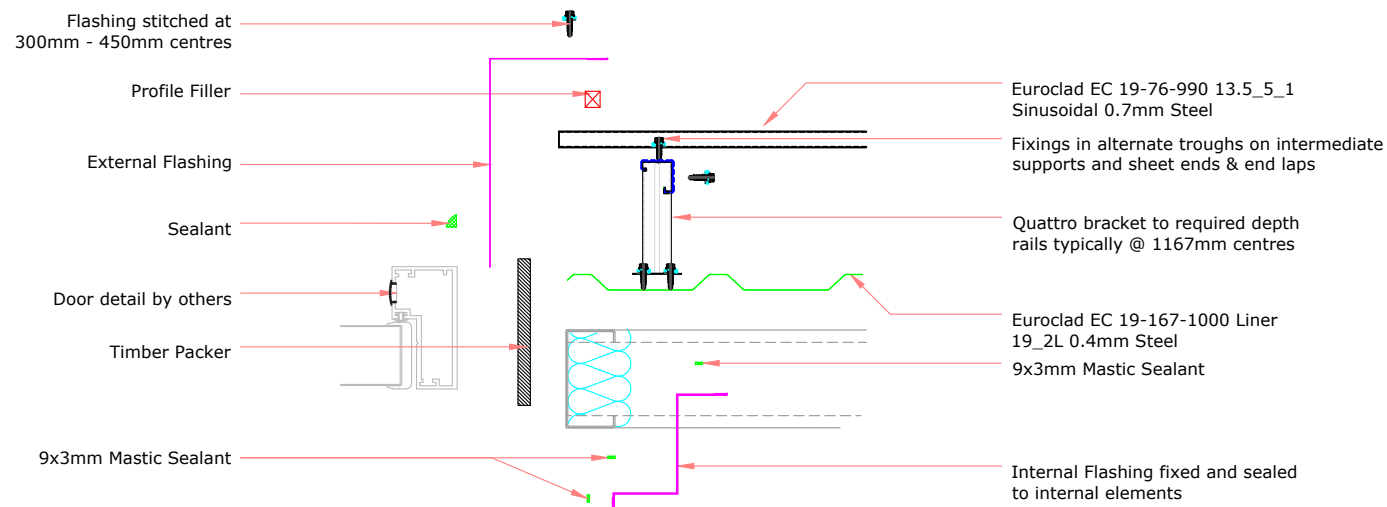 Flashing stitched at
300mm - 450mm centres
Profile Filler
External Flashing
Sealant
Door detail by others
Timber Packer
9x3mm Mastic Sealant
Euroclad EC 19-76-990 13.5_5_1
Sinusoidal 0.7mm Steel
Fixings in alternate troughs on intermediate
supports and sheet ends & end laps
Quattro bracket to required depth
rails typically @ 1167mm centres
Euroclad EC 19-167-1000 Liner
19_2L 0.4mm Steel
9x3mm Mastic Sealant
Internal Flashing fixed and sealed
to internal elements